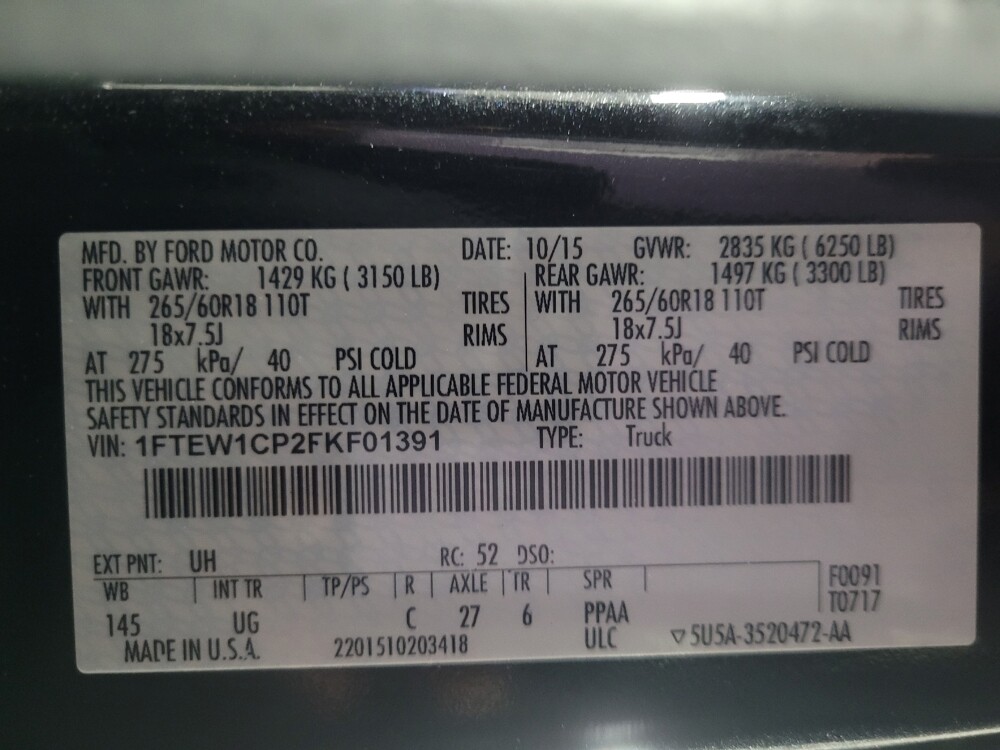 MFD. BY FORD MOTOR CO. DATE: 10/15 GVWR: 2835 KG ( 6250 LB)
FRONT GAWR: 1429 KG ( 3150 LB) REAR GAWR: 1497 KG ( 3300 LB)
WITH 265/60R18 110T TIRES WITH 265/60R18 110T TIRES
18x7.5J RIMS 18x7.5J RIMS
AT 275 kPa/ 40 PSI COLD AT 275 kPa/ 40 PSI COLD
THIS VEHICLE CONFORMS TO ALL APPLICABLE FEDERAL MOTOR VEHICLE
SAFETY STANDARDS IN EFFECT ON THE DATE OF MANUFACTURE SHOWN ABOVE.
VIN: 1FTEW1CP2FKF01391 TYPE: Truck
EXT PNT: UH RC: 52 DSO:
WB INT TR TP/PS R AXLE TR SPR F0091
T0717
145 UG C 27 6 PPAA
ULC ▽5U5A-3520472-AA
MADE IN U.S.A. 2201510203418